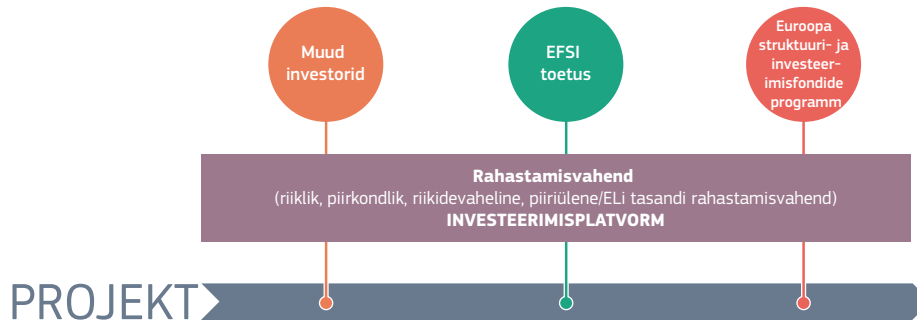 Muud
investorid
EFSI
toetus
Euroopa
struktuuri- ja
investeer-
imisfondide
programm
Rahastamisvahend
(riiklik, piirkondlik, riikidevaheline, piiriülene/ELi tasandi rahastamisvahend)
INVESTEERIMISPLATVORM
PROJEKT